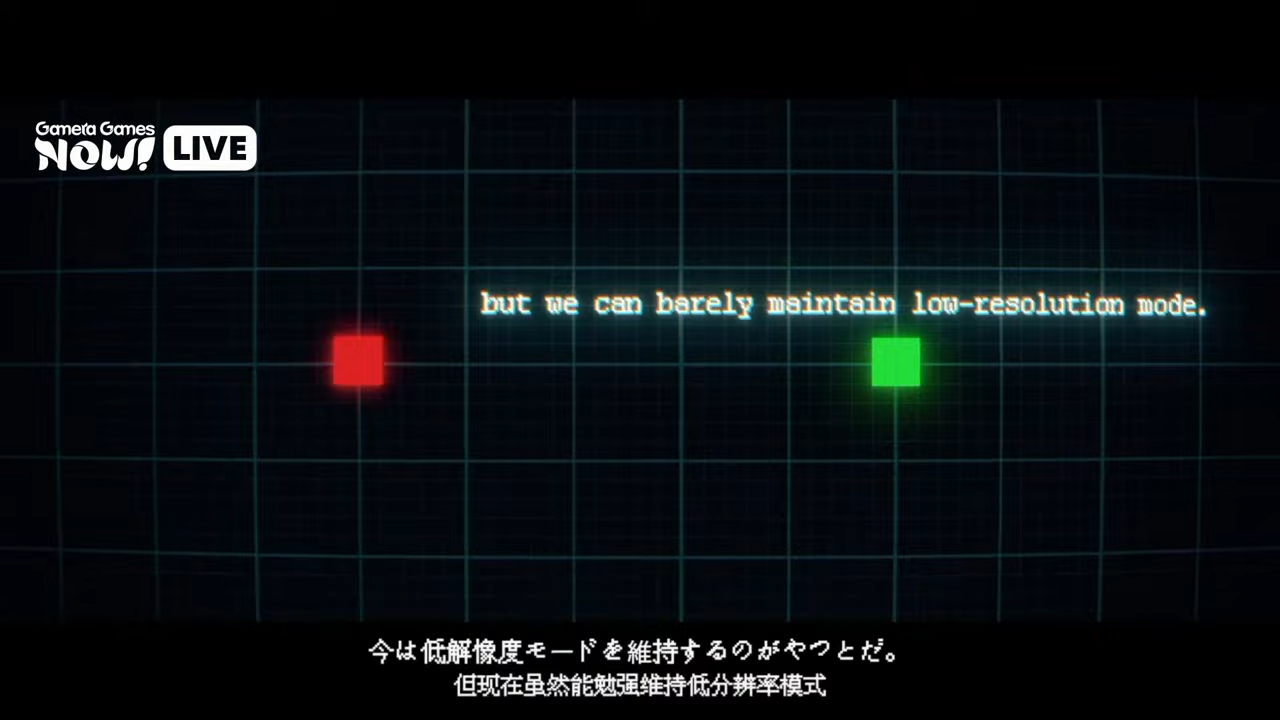 Gamera Games
NOW! LIVE
but we can barely maintain low-resolution mode.
今は低解像度モードを維持するのがやつとだ。
但现在虽然能勉强维持低分辨率模式